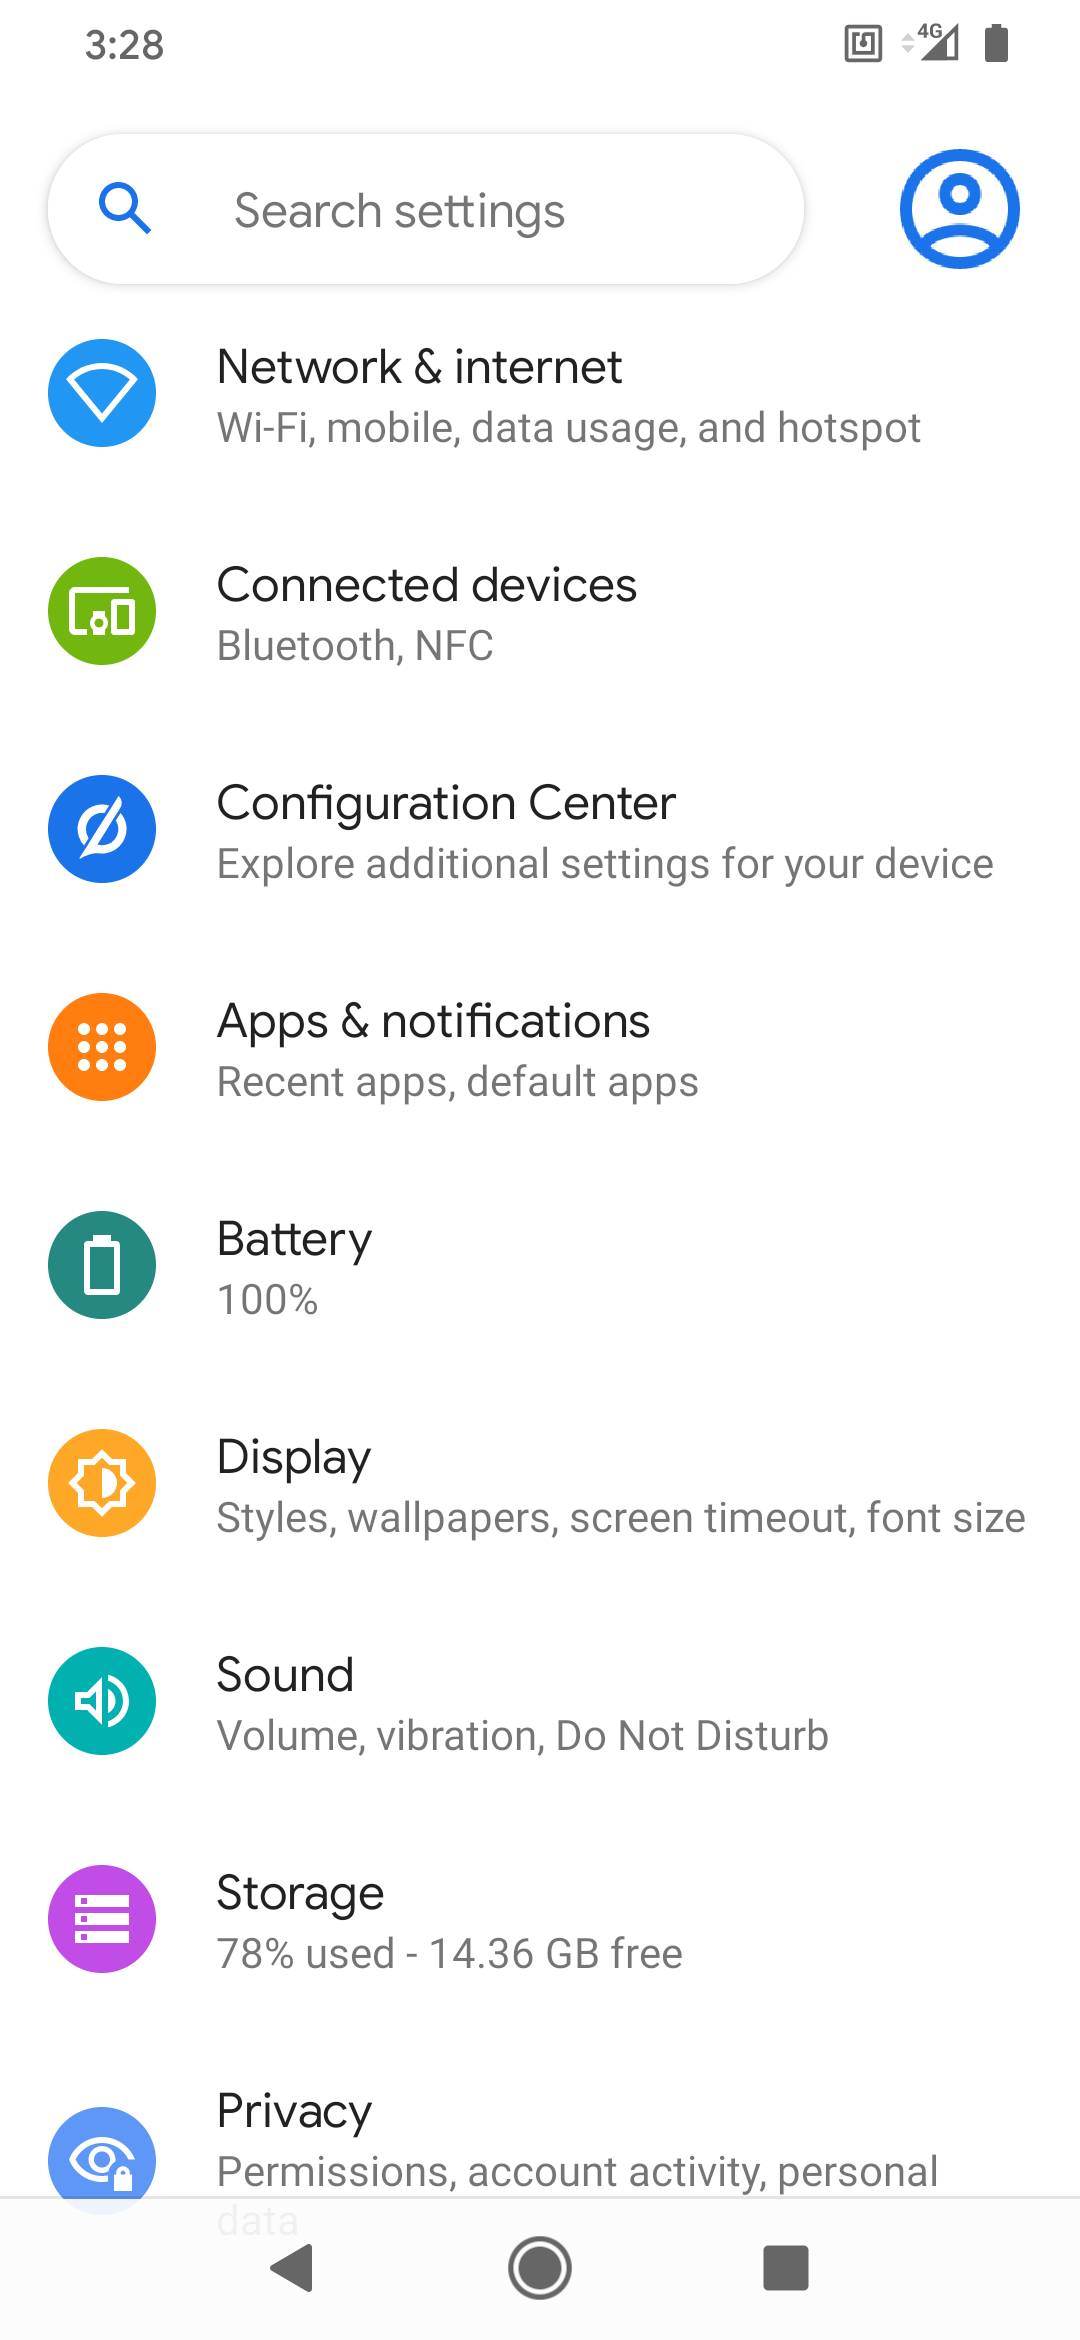 3:28
4G
Search settings
Network & internet
Wi-Fi, mobile, data usage, and hotspot
Connected devices
Bluetooth, NFC
Configuration Center
Explore additional settings for your device
Apps & notifications
Recent apps, default apps
Battery
100%
Display
Styles, wallpapers, screen timeout, font size
Sound
Volume, vibration, Do Not Disturb
Storage
78% used - 14.36 GB free
Privacy
Permissions, account activity, personal
data